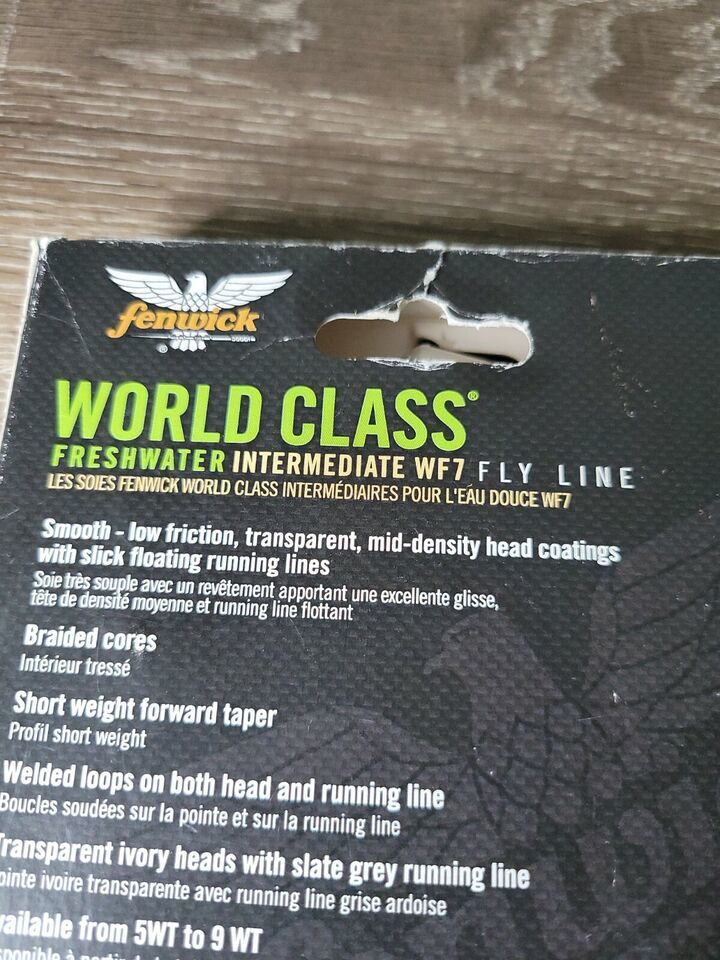 fenwick
®
WORLD CLASS®
FRESHWATER INTERMEDIATE WF7 FLY LINE
LES SOIES FENWICK WORLD CLASS INTERMÉDIAIRES POUR L'EAU DOUCE WF7
Smooth - low friction, transparent, mid-density head coatings
with slick floating running lines
Soie très souple avec un revêtement apportant une excellente glisse,
tête de densité moyenne et running line flottant
Braided cores
Intérieur tressé
Short weight forward taper
Profil short weight
Welded loops on both head and running line
Boucles soudées sur la pointe et sur la running line
Transparent ivory heads with slate grey running line
ointe ivoire transparente avec running line grise ardoise
vailable from 5WT to 9 WT